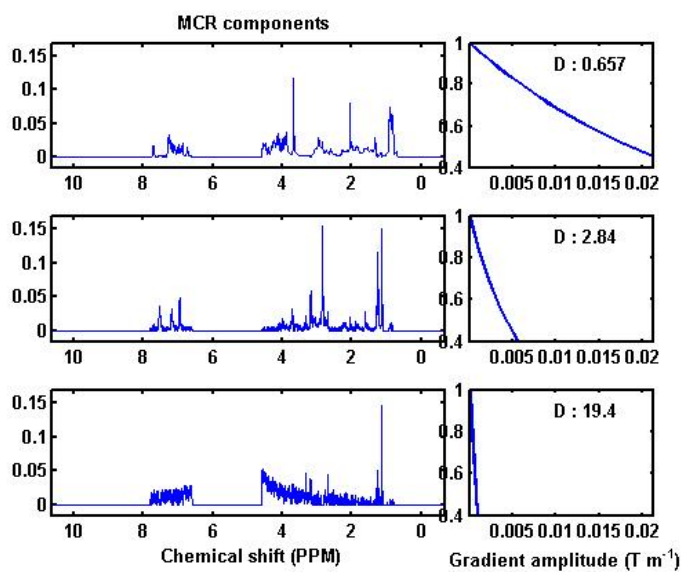 MCR components
0.15
0.1
0.05
0
10 8 6 4 2 0
1
0.8
0.6
0.4
D : 0.657
0.005 0.01 0.015 0.02
0.15
0.1
0.05
0
10 8 6 4 2 0
1
0.8
0.6
0.4
D : 2.84
0.005 0.01 0.015 0.02
0.15
0.1
0.05
0
10 8 6 4 2 0
1
0.8
0.6
0.4
D : 19.4
0.005 0.01 0.015 0.02
Chemical shift (PPM)
Gradient amplitude (T m⁻¹)